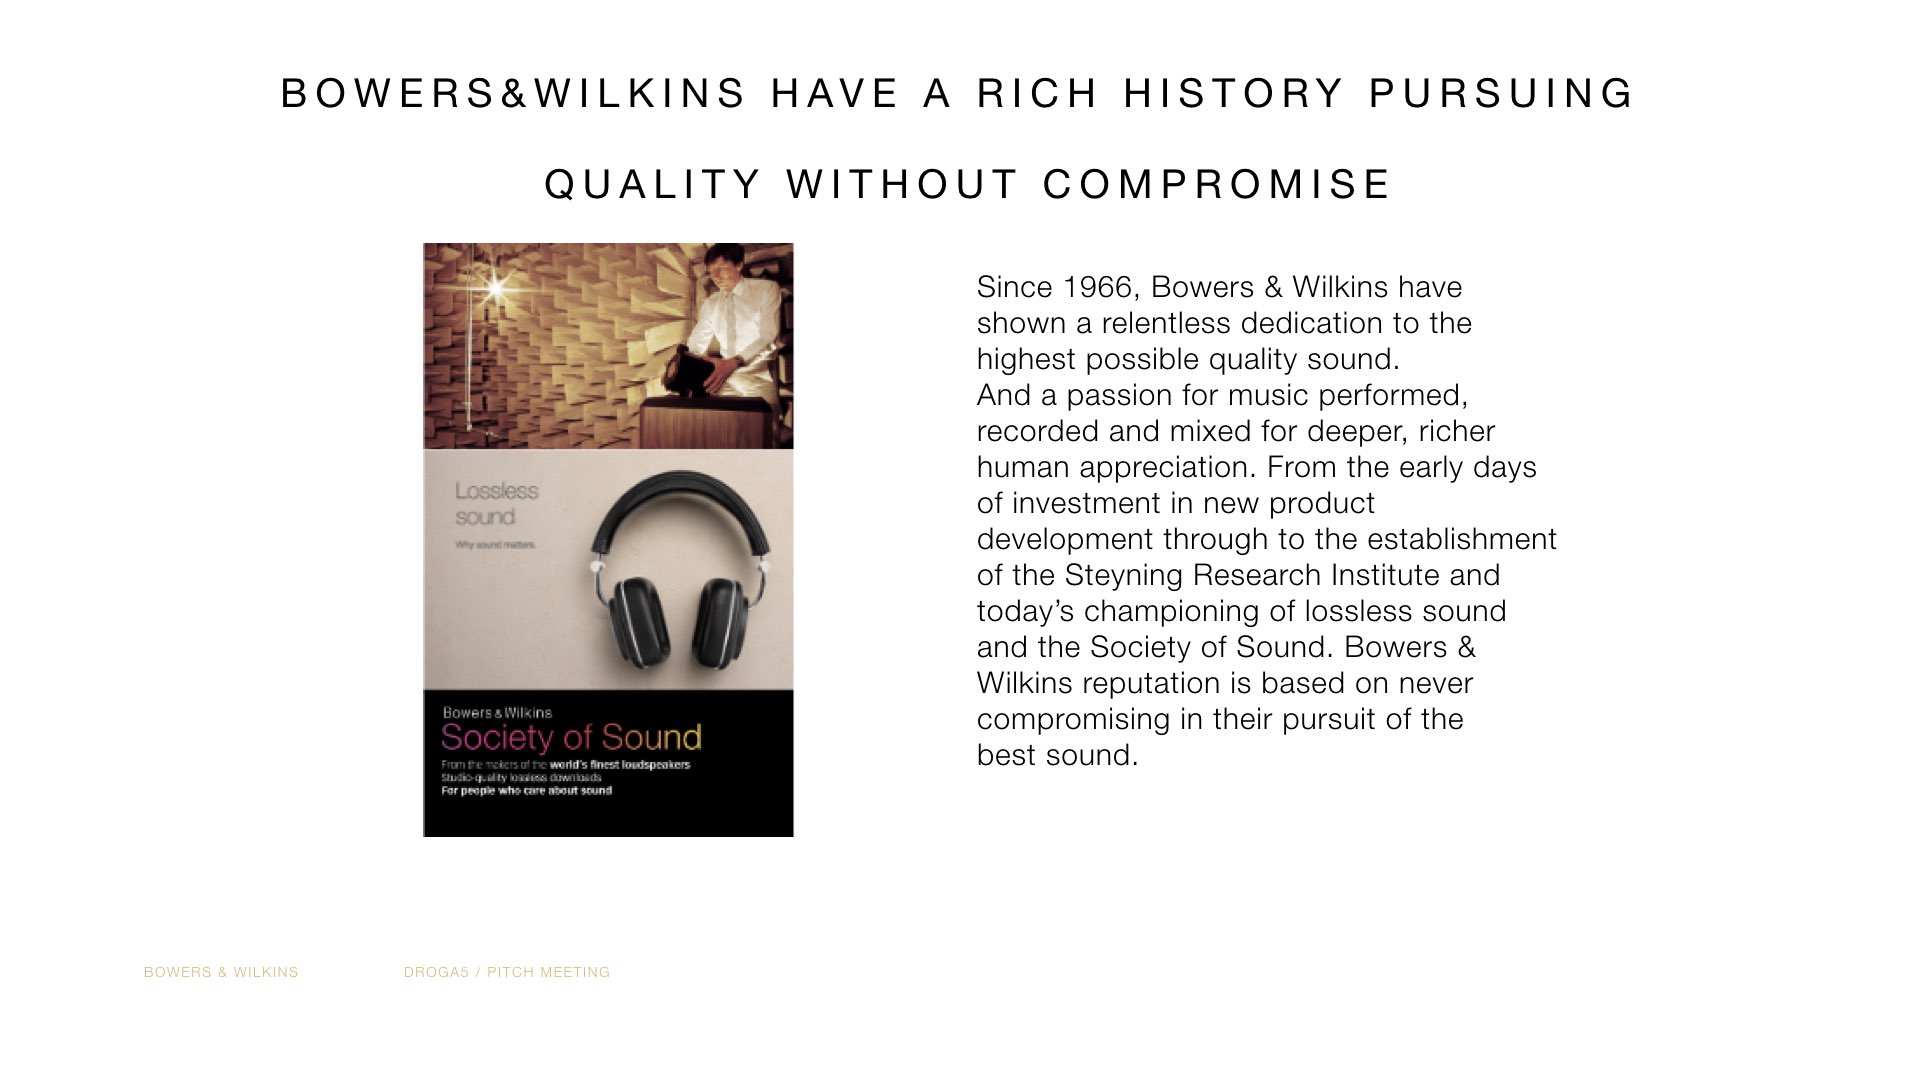 BOWERS&WILKINS HAVE A RICH HISTORY PURSUING
QUALITY WITHOUT COMPROMISE
Lossless
sound
Why sound matters.
Bowers & Wilkins
Society of Sound
From the makers of the world's finest loudspeakers
Studio-quality lossless downloads
For people who care about sound
Since 1966, Bowers & Wilkins have
shown a relentless dedication to the
highest possible quality sound.
And a passion for music performed,
recorded and mixed for deeper, richer
human appreciation. From the early days
of investment in new product
development through to the establishment
of the Steyning Research Institute and
today’s championing of lossless sound
and the Society of Sound. Bowers &
Wilkins reputation is based on never
compromising in their pursuit of the
best sound.
BOWERS & WILKINS
DROGA5 / PITCH MEETING